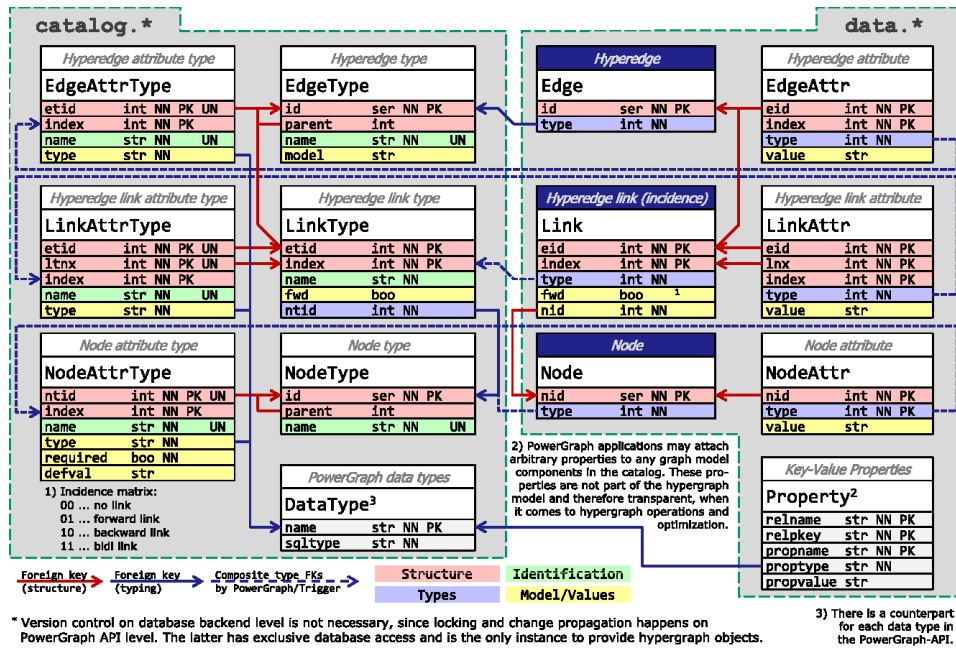 catalog.*
data.*
Hyperedge attribute type
EdgeAttrType
etid int NN PK UN
index int NN PK
name str NN UN
type str NN
Hyperedge type
EdgeType
id ser NN PK
parent int
name str NN UN
model str
Hyperedge
Edge
id ser NN PK
type int NN
Hyperedge attribute
EdgeAttr
eid int NN PK
index int NN PK
type int NN
value str
Hyperedge link attribute type
LinkAttrType
etid int NN PK UN
ltnx int NN PK UN
index int NN PK
name str NN UN
type str NN
Hyperedge link type
LinkType
etid int NN PK
index int NN PK
name str NN
fwd boo
ntid int NN
Hyperedge link (incidence)
Link
eid int NN PK
index int NN PK
type int NN
fwd boo 1
nid int NN
Hyperedge link attribute
LinkAttr
eid int NN PK
lnx int NN PK
index int NN PK
type int NN
value str
Node attribute type
NodeAttrType
ntid int NN PK UN
index int NN PK
name str NN UN
type str NN
required boo NN
defval str
Node type
NodeType
id ser NN PK
parent int
name str NN UN
Node
Node
nid ser NN PK
type int NN
Node attribute
NodeAttr
nid int NN PK
type int NN PK
value str
1) Incidence matrix:
00 ... no link
01 ... forward link
10 ... backward link
11 ... bidi link
PowerGraph data types
DataType3
name str NN PK
sqltype str NN
2) PowerGraph applications may attach
arbitrary properties to any graph model
components in the catalog. These pro-
perties are not part of the hypergraph
model and therefore transparent, when
it comes to hypergraph operations and
optimization.
Key-Value Properties
Property2
relname str NN PK
relpkey str NN PK
propname str NN PK
proptype str NN
propvalue str
Foreign key
(structure)
Foreign key
(typing)
Composite type FKs
by PowerGraph/Trigger
Structure
Identification
Types
Model/Values
* Version control on database backend level is not necessary, since locking and change propagation happens on
PowerGraph API level. The latter has exclusive database access and is the only instance to provide hypergraph objects.
3) There is a counterpart
for each data type in
the PowerGraph-API.